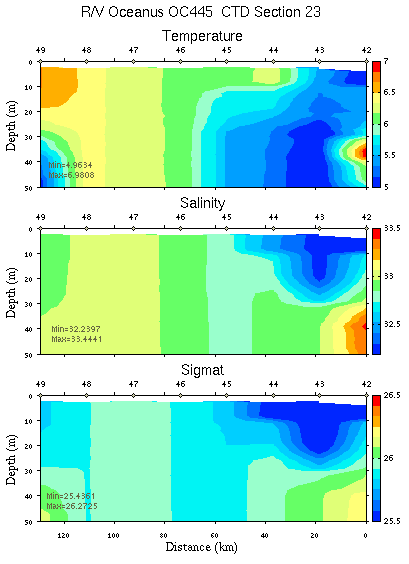 R/V Oceanus OC445 CTD Section 23
Temperature
49 48 47 46 45 44 43 42
Depth (m)
0
10
20
30
40
50
Min=4.9634
Max=6.9808
7
6.5
6
5.5
5
Salinity
49 48 47 46 45 44 43 42
Depth (m)
0
10
20
30
40
50
Min=32.2397
Max=33.4441
33.5
33
32.5
Sigmat
49 48 47 46 45 44 43 42
Depth (m)
0
10
20
30
40
50
Min=25.4361
Max=26.2725
26.5
26
25.5
120 100 80 60 40 20 0
Distance (km)